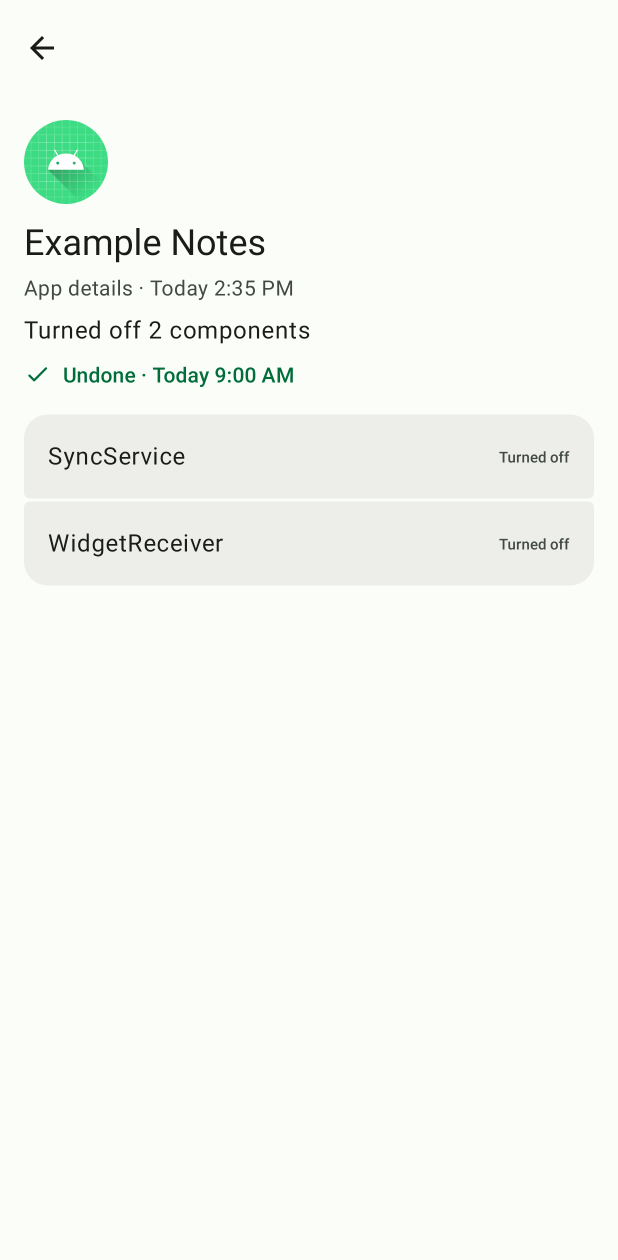 Example Notes
App details · Today 2:35 PM
Turned off 2 components
Undone · Today 9:00 AM
SyncService Turned off
WidgetReceiver Turned off